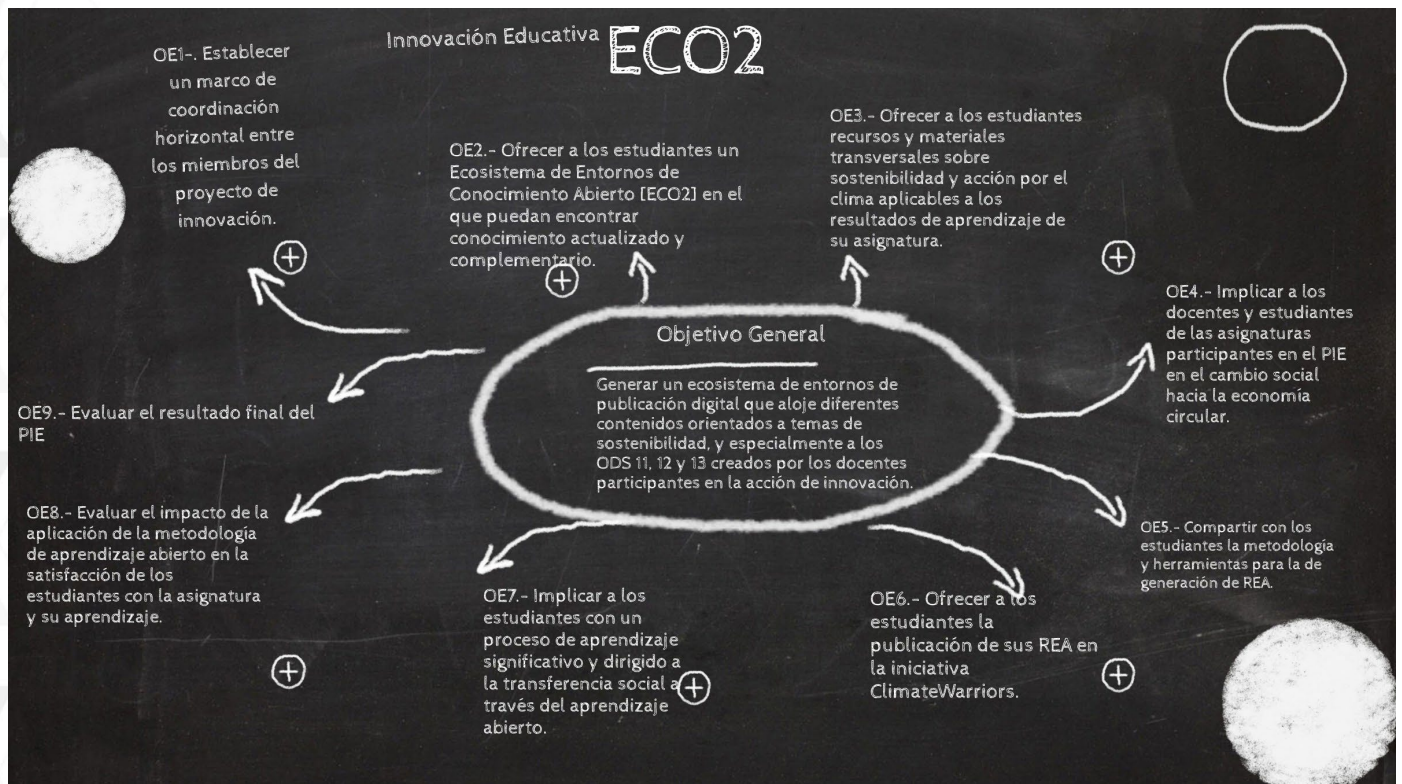 Innovación Educativa ECO2
OE1-. Establecer
un marco de
coordinación
horizontal entre
los miembros del
proyecto de
innovación.
OE2.- Ofrecer a los estudiantes un
Ecosistema de Entornos de
Conocimiento Abierto [ECO2] en el
que puedan encontrar
conocimiento actualizado y
complementario.
OE3.- Ofrecer a los estudiantes
recursos y materiales
transversales sobre
sostenibilidad y acción por el
clima aplicables a los
resultados de aprendizaje de
su asignatura.
OE4.- Implicar a los
docentes y estudiantes
de las asignaturas
participantes en el PIE
en el cambio social
hacia la economía
circular.
Objetivo General
Generar un ecosistema de entornos de
publicación digital que aloje diferentes
contenidos orientados a temas de
sostenibilidad, y especialmente a los
ODS 11, 12 y 13 creados por los docentes
participantes en la acción de innovación.
OE9.- Evaluar el resultado final del
PIE
OE8.- Evaluar el impacto de la
aplicación de la metodología
de aprendizaje abierto en la
satisfacción de los
estudiantes con la asignatura
y su aprendizaje.
OE7.- Implicar a los
estudiantes con un
proceso de aprendizaje
significativo y dirigido a
la transferencia social a
través del aprendizaje
abierto.
OE6.- Ofrecer a los
estudiantes la
publicación de sus REA en
la iniciativa
ClimateWarriors.
OE5.- Compartir con los
estudiantes la metodología
y herramientas para la de
generación de REA.